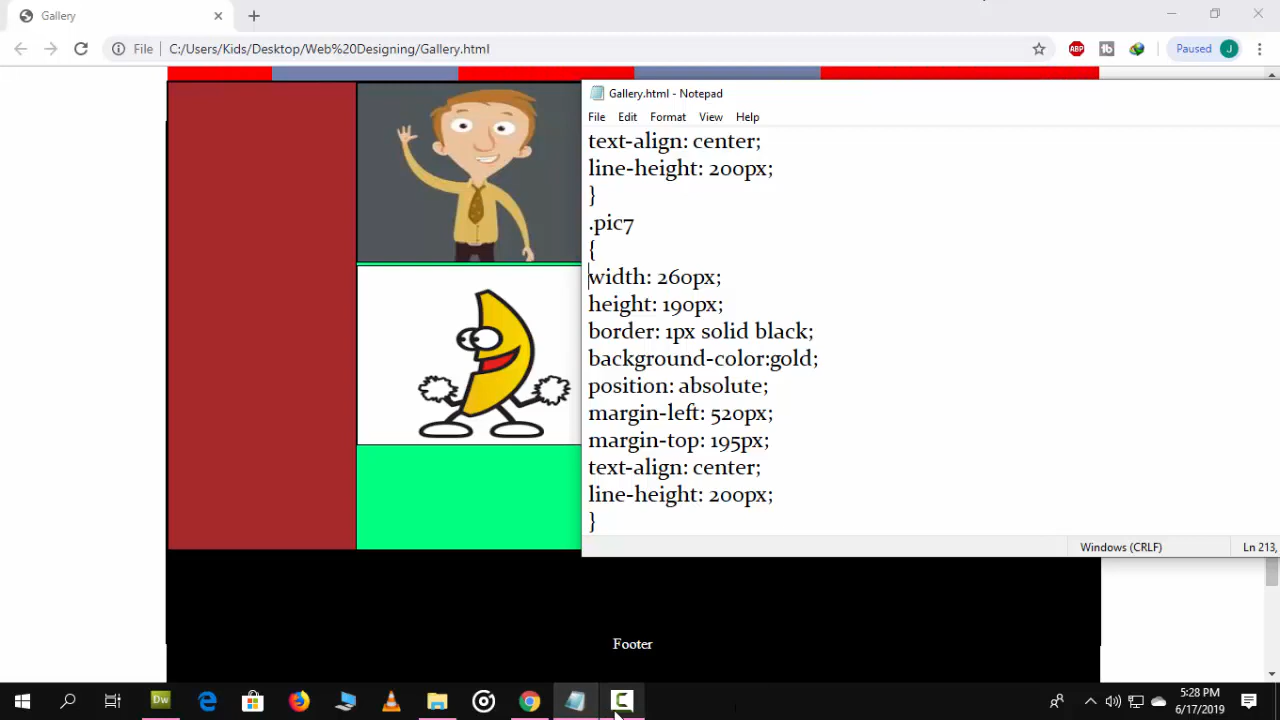 Gallery
File C:/Users/Kids/Desktop/Web%20Designing/Gallery.html ABP tb Paused J
Gallery.html - Notepad
File Edit Format View Help
text-align: center;
line-height: 200px;
}
.pic7
{
width: 260px;
height: 190px;
border: 1px solid black;
background-color:gold;
position: absolute;
margin-left: 520px;
margin-top: 195px;
text-align: center;
line-height: 200px;
}
Windows (CRLF) Ln 213,
Footer
Dw
5:28 PM
6/17/2019